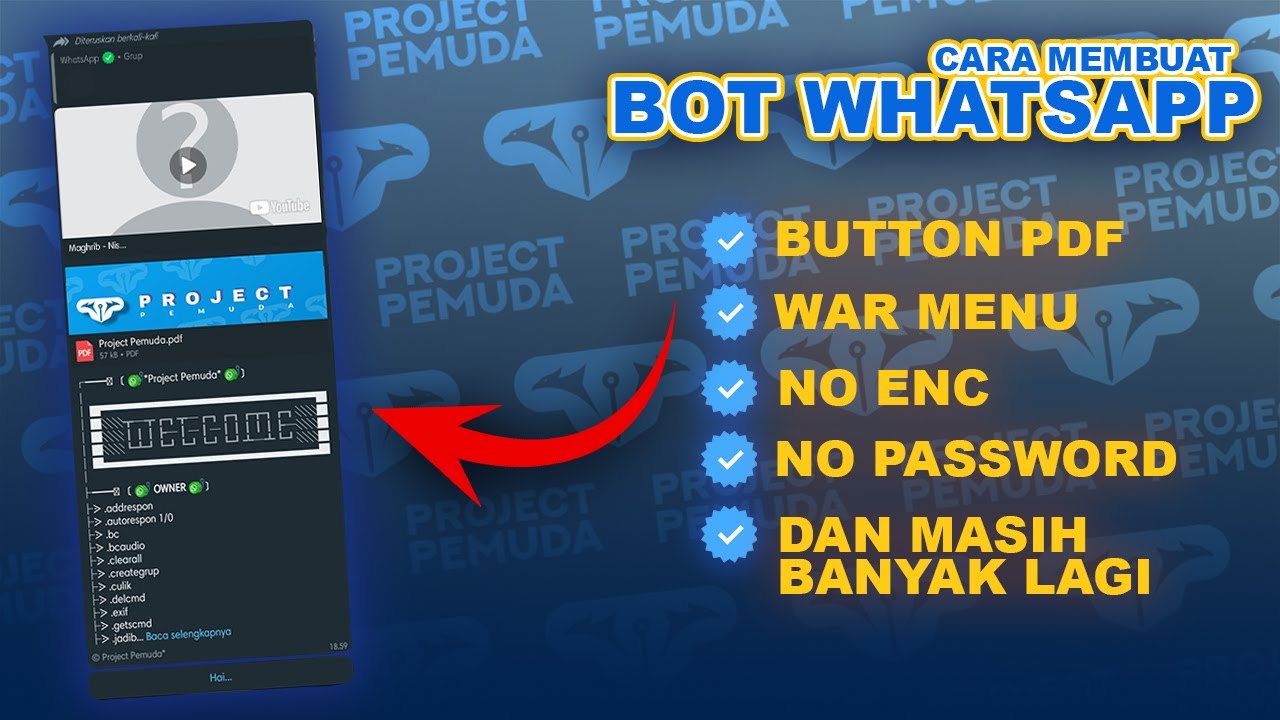 Diteruskan berkali-kali
WhatsApp • Grup
YouTube
Maghrib - Nis...
PROJECT
PEMUDA
PDF
Project Pemuda.pdf
57 kB • PDF
*Project Pemuda*
WELCOME
OWNER
.addrespon
.autorespon 1/0
.bc
.bcaudio
.clearall
.creategrup
.culik
.delcmd
.exif
.getscmd
.jadib... Baca selengkapnya
© Project Pemuda"
18.59
Hai...
CARA MEMBUAT
BOT WHATSAPP
BUTTON PDF
WAR MENU
NO ENC
NO PASSWORD
DAN MASIH
BANYAK LAGI
PROJECT
PEMUDA